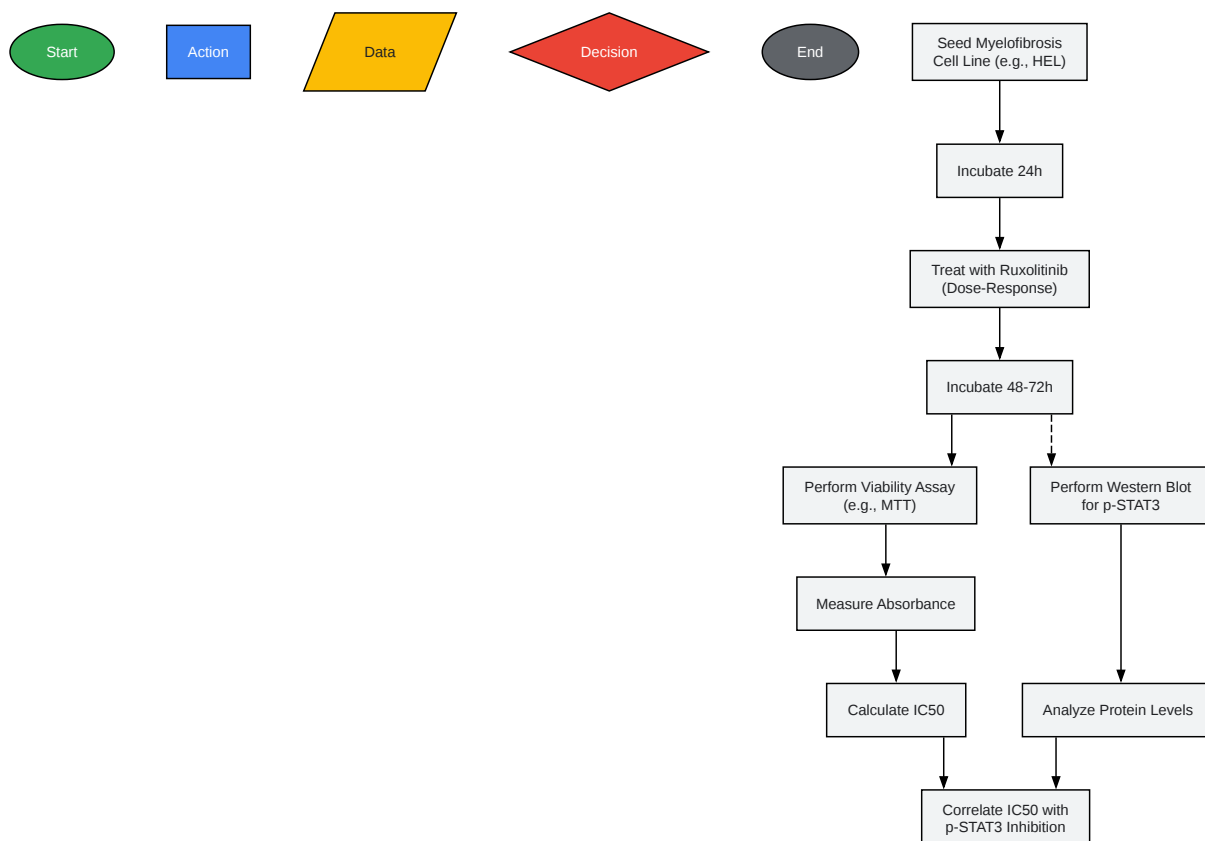 Start
Action
Data
Decision
End
Seed Myelofibrosis
Cell Line (e.g., HEL)
Incubate 24h
Treat with Ruxolitinib
(Dose-Response)
Incubate 48-72h
Perform Viability Assay
(e.g., MTT)
Perform Western Blot
for p-STAT3
Measure Absorbance
Calculate IC50
Analyze Protein Levels
Correlate IC50 with
p-STAT3 Inhibition